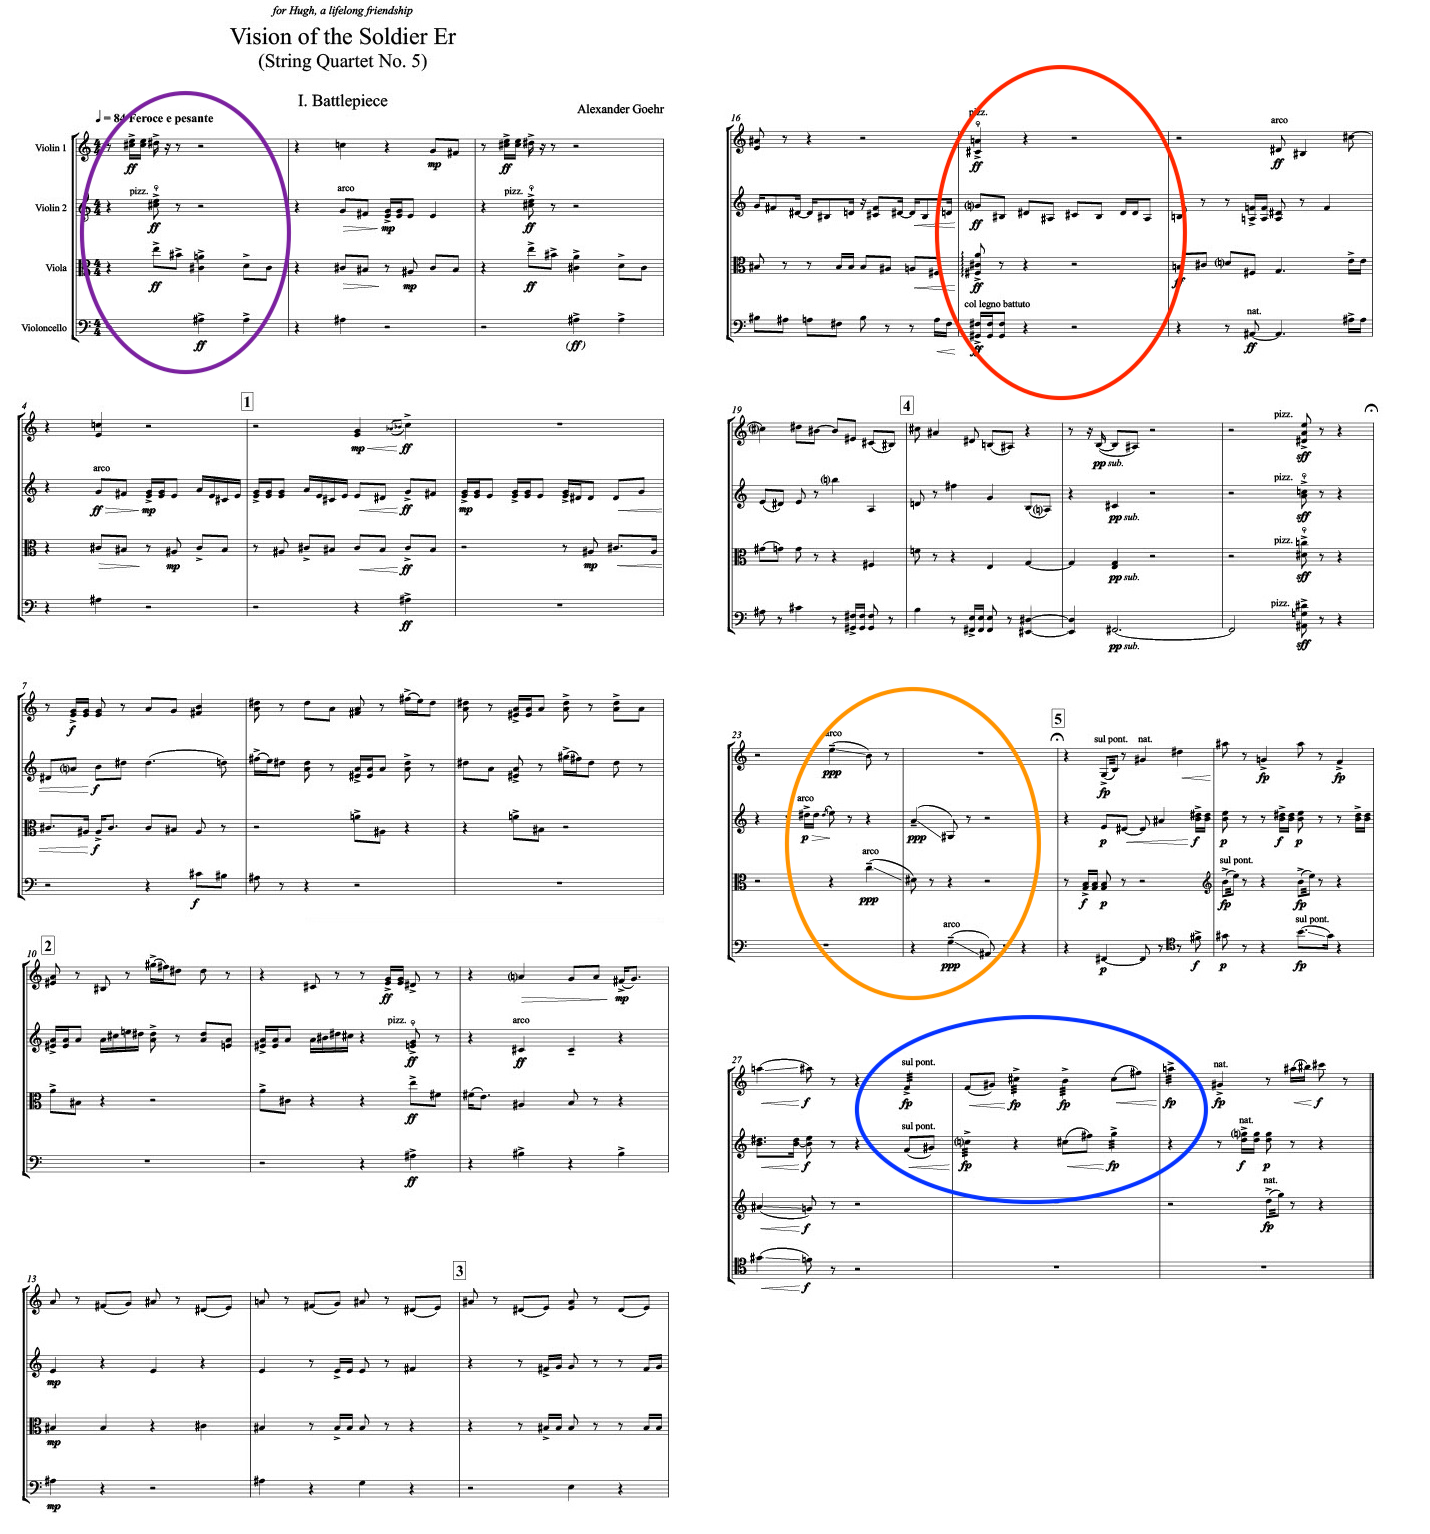 for Hugh, a lifelong friendship
Vision of the Soldier Er
(String Quartet No. 5)
I. Battlepiece
Alexander Goehr
♩ = 84 Feroce e pesante
Violin 1
ff
mp
ff
Violin 2
pizz.
arco
pizz.
ff
mp
ff
Viola
ff
mp
ff
Violoncello
ff
(ff)
4
1
mp
ff
arco
ff
mp
ff
mp
mp
ff
mp
ff
7
f
f
f
f
2
10
ff
mp
pizz.
arco
ff
ff
ff
ff
3
13
mp
mp
mp
16
pizz.
arco
ff
ff
ff
ff
ff
col legno battuto
nat.
ff
ff
19
4
pizz.
pp sub.
sff
pizz.
pp sub.
sff
pizz.
pp sub.
sff
pizz.
pp sub.
sff
23
5
arco
sul pont.
nat.
ppp
fp
fp
fp
arco
p
ppp
p
f
p
f
p
arco
sul pont.
ppp
f
p
fp
fp
arco
sul pont.
ppp
p
f
p
fp
27
sul pont.
nat.
f
fp
fp
fp
fp
fp
f
sul pont.
nat.
f
fp
fp
f
p
nat.
f
fp
f